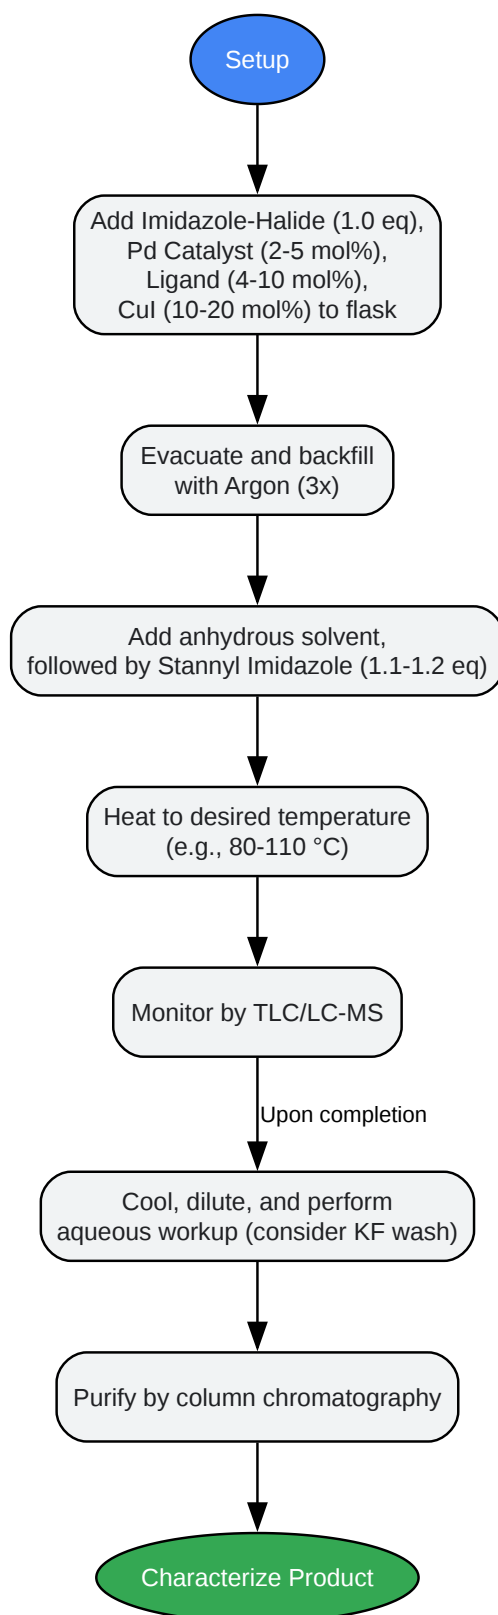 Setup
Add Imidazole-Halide (1.0 eq),
Pd Catalyst (2-5 mol%),
Ligand (4-10 mol%),
CuI (10-20 mol%) to flask
Evacuate and backfill
with Argon (3x)
Add anhydrous solvent,
followed by Stannyl Imidazole (1.1-1.2 eq)
Heat to desired temperature
(e.g., 80-110 °C)
Monitor by TLC/LC-MS
Upon completion
Cool, dilute, and perform
aqueous workup (consider KF wash)
Purify by column chromatography
Characterize Product